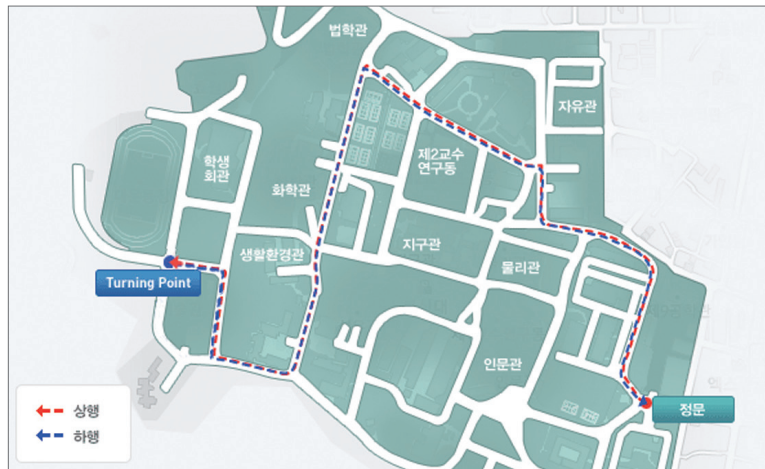 법학관
자유관
제2교수
연구동
학생
회관
화학관
지구관
생활환경관
물리관
Turning Point
인문관
정문
상행
하행